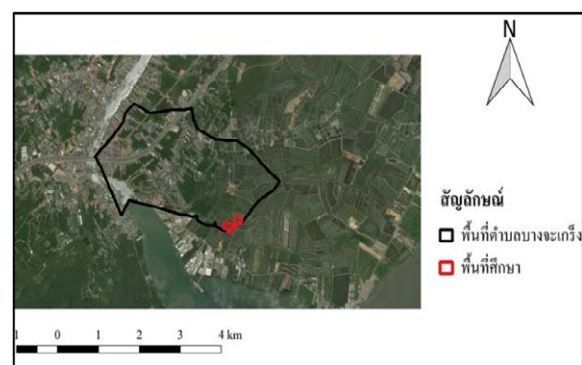 N
สัญลักษณ์
พื้นที่ตำบลบางจะเกร็ง
พื้นที่ศึกษา
1 0 1 2 3 4 km